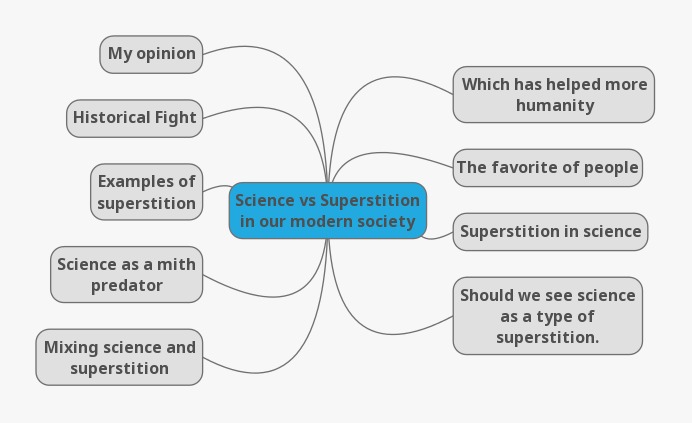 My opinion
Historical Fight
Examples of
superstition
Science as a mith
predator
Mixing science and
superstition
Science vs Superstition
in our modern society
Which has helped more
humanity
The favorite of people
Superstition in science
Should we see science
as a type of
superstition.